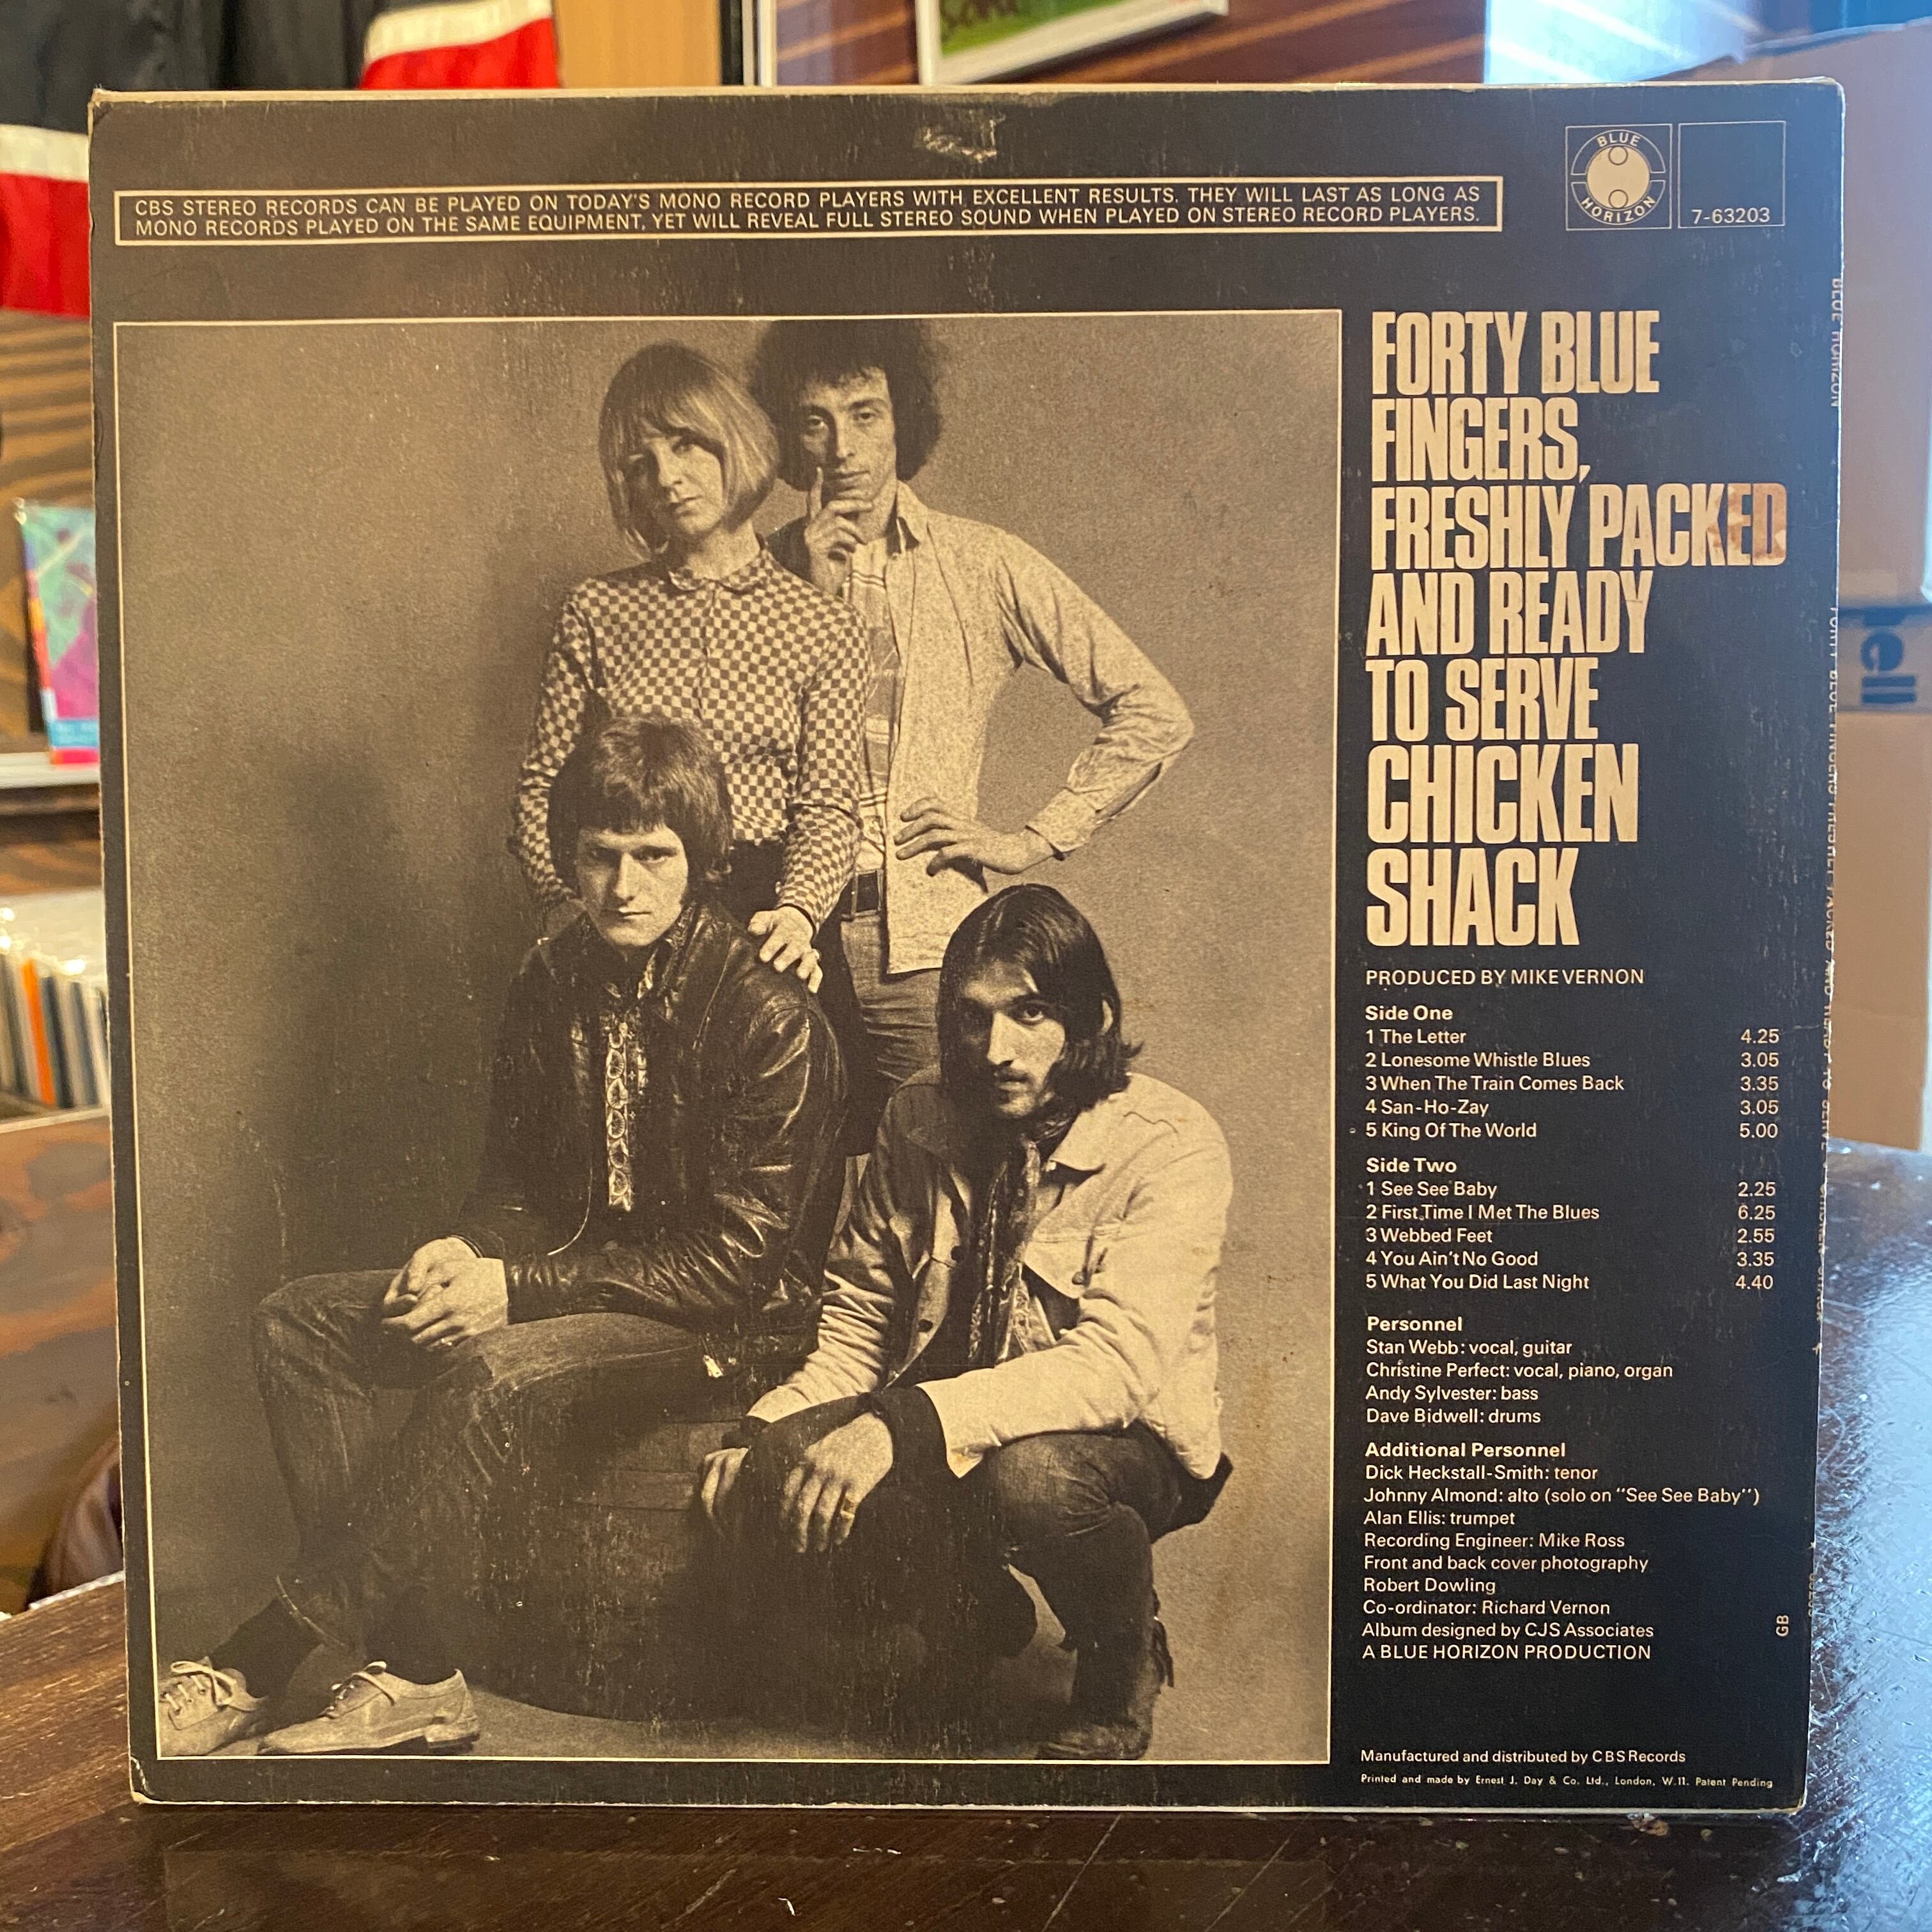 CBS STEREO RECORDS CAN BE PLAYED ON TODAY'S MONO RECORD PLAYERS WITH EXCELLENT RESULTS. THEY WILL LAST AS LONG AS
MONO RECORDS PLAYED ON THE SAME EQUIPMENT, YET WILL REVEAL FULL STEREO SOUND WHEN PLAYED ON STEREO RECORD PLAYERS.
BLUE
HORIZON
7-63203
FORTY BLUE
FINGERS,
FRESHLY PACKED
AND READY
TO SERVE
CHICKEN
SHACK
PRODUCED BY MIKE VERNON
Side One
1 The Letter 4.25
2 Lonesome Whistle Blues 3.05
3 When The Train Comes Back 3.35
4 San-Ho-Zay 3.05
5 King Of The World 5.00
Side Two
1 See See Baby 2.25
2 First Time I Met The Blues 6.25
3 Webbed Feet 2.55
4 You Ain't No Good 3.35
5 What You Did Last Night 4.40
Personnel
Stan Webb: vocal, guitar
Christine Perfect: vocal, piano, organ
Andy Sylvester: bass
Dave Bidwell: drums
Additional Personnel
Dick Heckstall-Smith: tenor
Johnny Almond: alto (solo on "See See Baby")
Alan Ellis: trumpet
Recording Engineer: Mike Ross
Front and back cover photography
Robert Dowling
Co-ordinator: Richard Vernon
Album designed by CJS Associates
A BLUE HORIZON PRODUCTION
GB
Manufactured and distributed by CBS Records
Printed and made by Ernest J. Day & Co. Ltd., London, W.11. Patent Pending
BLUE HORIZON